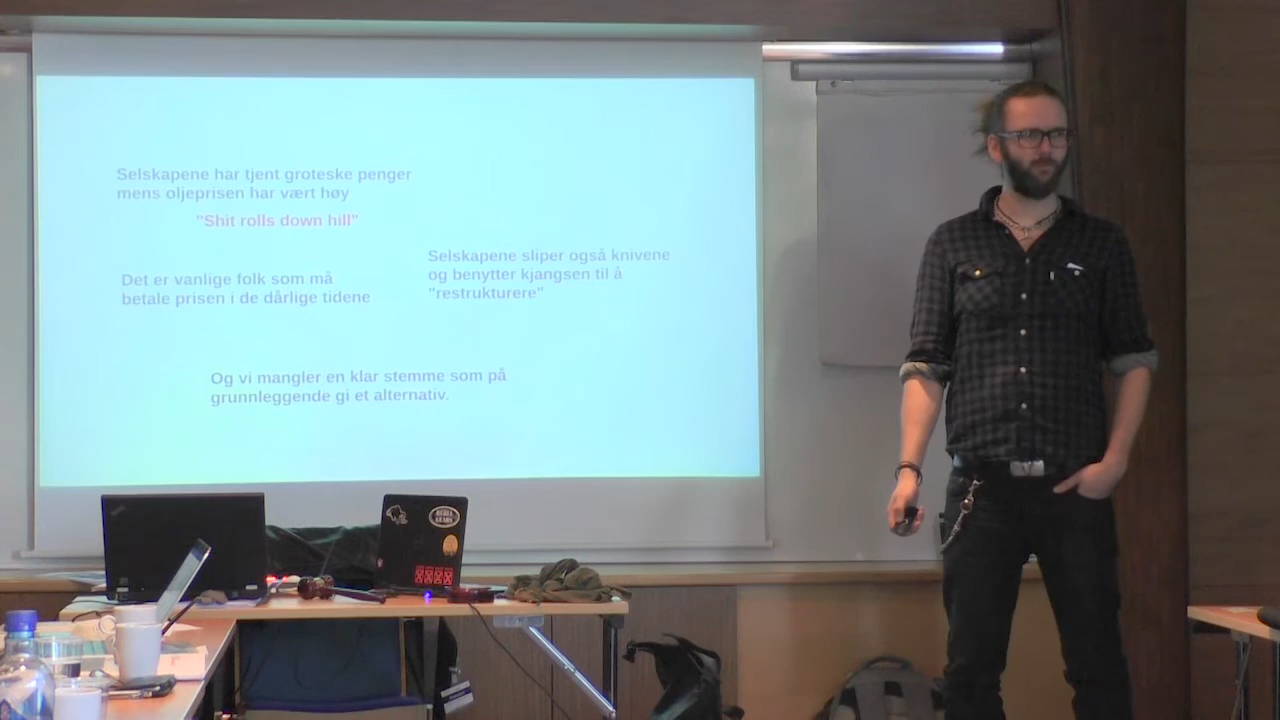 Selskapene har tjent groteske penger
mens oljeprisen har vært høy
"Shit rolls down hill"
Selskapene sliper også knivene
og benytter kjangsen til å
"restrukturere"
Det er vanlige folk som må
betale prisen i de dårlige tidene
Og vi mangler en klar stemme som på
grunnleggende gi et alternativ.